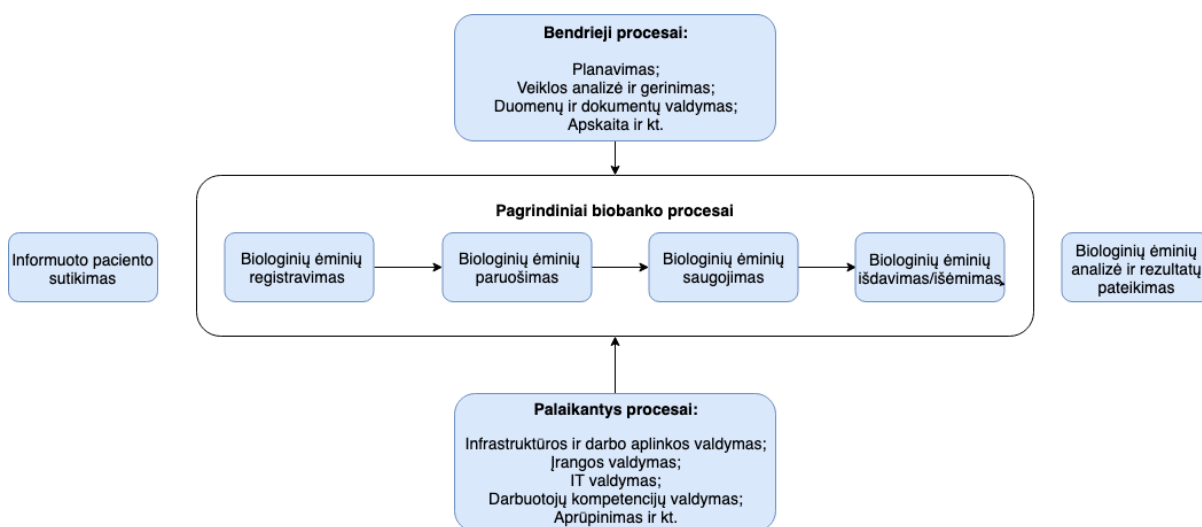 Bendrieji procesai:
Planavimas;
Veiklos analizė ir gerinimas;
Duomenų ir dokumentų valdymas;
Apskaita ir kt.
Pagrindiniai biobanko procesai
Informuoto paciento
sutikimas
Biologinių ėminių
registravimas
Biologinių ėminių
paruošimas
Biologinių ėminių
saugojimas
Biologinių ėminių
išdavimas/išėmimas
Biologinių ėminių
analizė ir rezultatų
pateikimas
Palaikantys procesai:
Infrastruktūros ir darbo aplinkos valdymas;
Įrangos valdymas;
IT valdymas;
Darbuotojų kompetencijų valdymas;
Aprūpinimas ir kt.